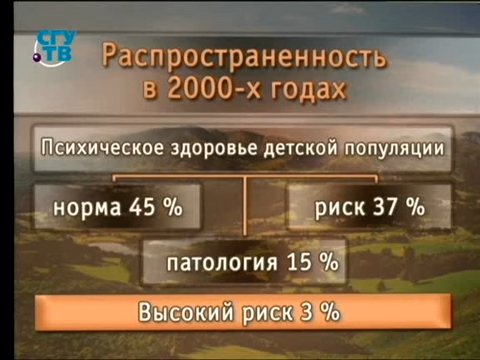 СГУ
ТВ
Распространенность
в 2000-х годах
Психическое здоровье детской популяции
норма 45 %
риск 37 %
патология 15 %
Высокий риск 3 %